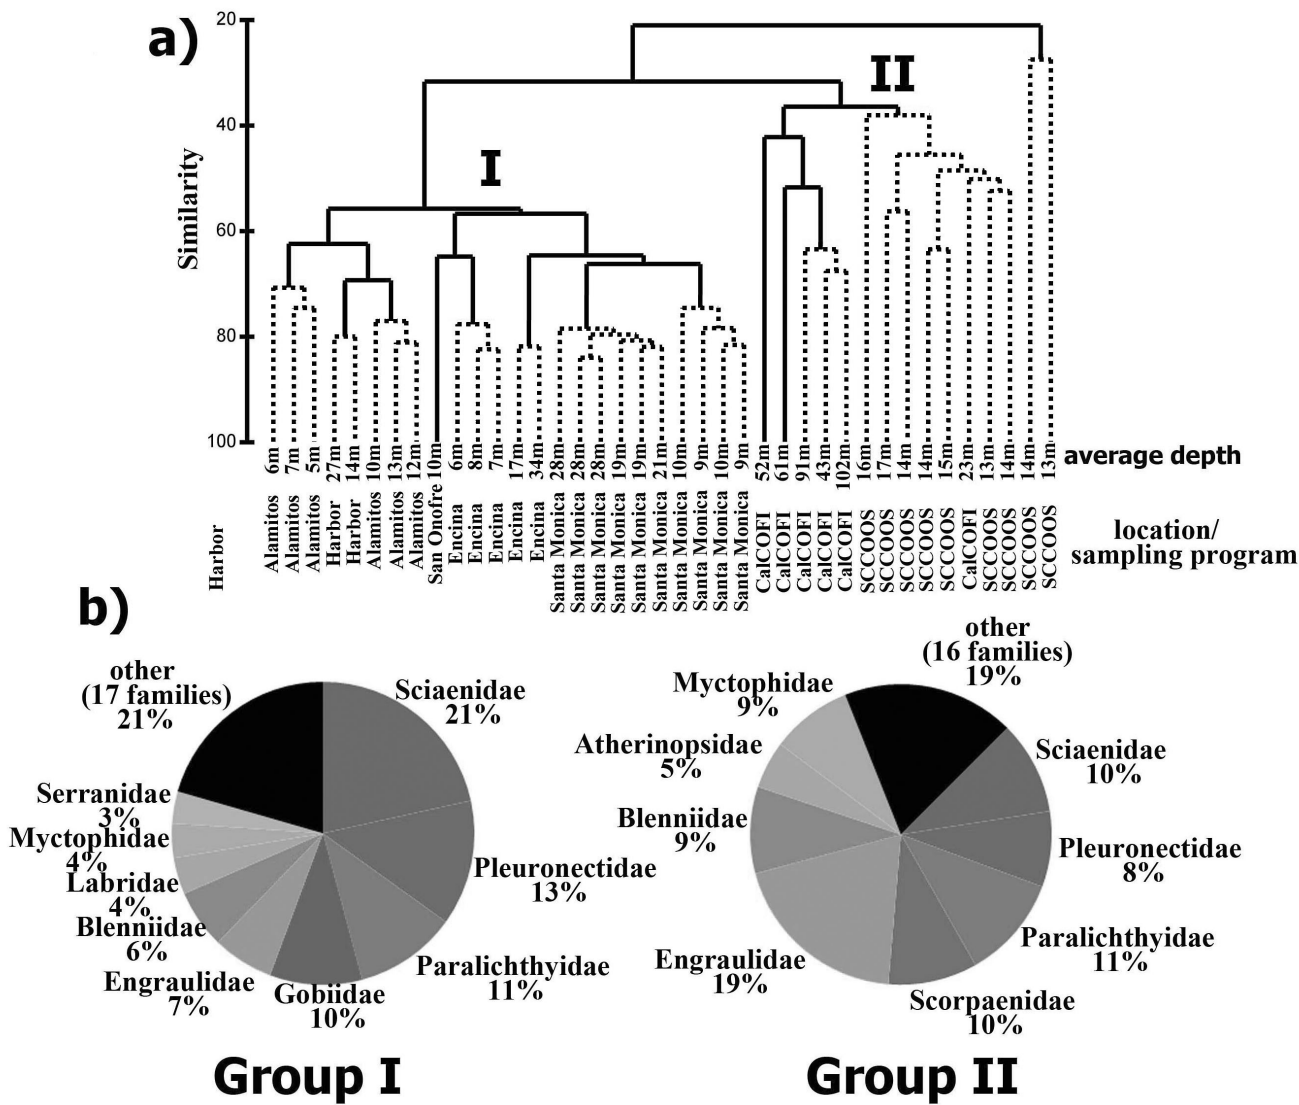 a)
20
40
60
80
100
Similarity
I
II
6m
7m
5m
27m
14m
10m
13m
12m
10m
6m
8m
7m
17m
34m
28m
28m
28m
19m
19m
21m
10m
9m
10m
9m
52m
61m
91m
43m
102m
16m
17m
14m
14m
15m
23m
13m
14m
14m
13m
average depth
Harbor
Alamitos
Alamitos
Alamitos
Harbor
Harbor
Alamitos
Alamitos
Alamitos
San Onofre
Encina
Encina
Encina
Encina
Encina
Santa Monica
Santa Monica
Santa Monica
Santa Monica
Santa Monica
Santa Monica
Santa Monica
Santa Monica
Santa Monica
Santa Monica
CalCOFI
CalCOFI
CalCOFI
CalCOFI
CalCOFI
SCCOOS
SCCOOS
SCCOOS
SCCOOS
SCCOOS
CalCOFI
SCCOOS
SCCOOS
SCCOOS
SCCOOS
location/
sampling program
b)
other
(17 families)
21%
Sciaenidae
21%
Pleuronectidae
13%
Paralichthyidae
11%
Gobiidae
10%
Engraulidae
7%
Blenniidae
6%
Labridae
4%
Myctophidae
4%
Serranidae
3%
Group I
other
(16 families)
19%
Sciaenidae
10%
Pleuronectidae
8%
Paralichthyidae
11%
Scorpaenidae
10%
Engraulidae
19%
Blenniidae
9%
Atherinopsidae
5%
Myctophidae
9%
Group II